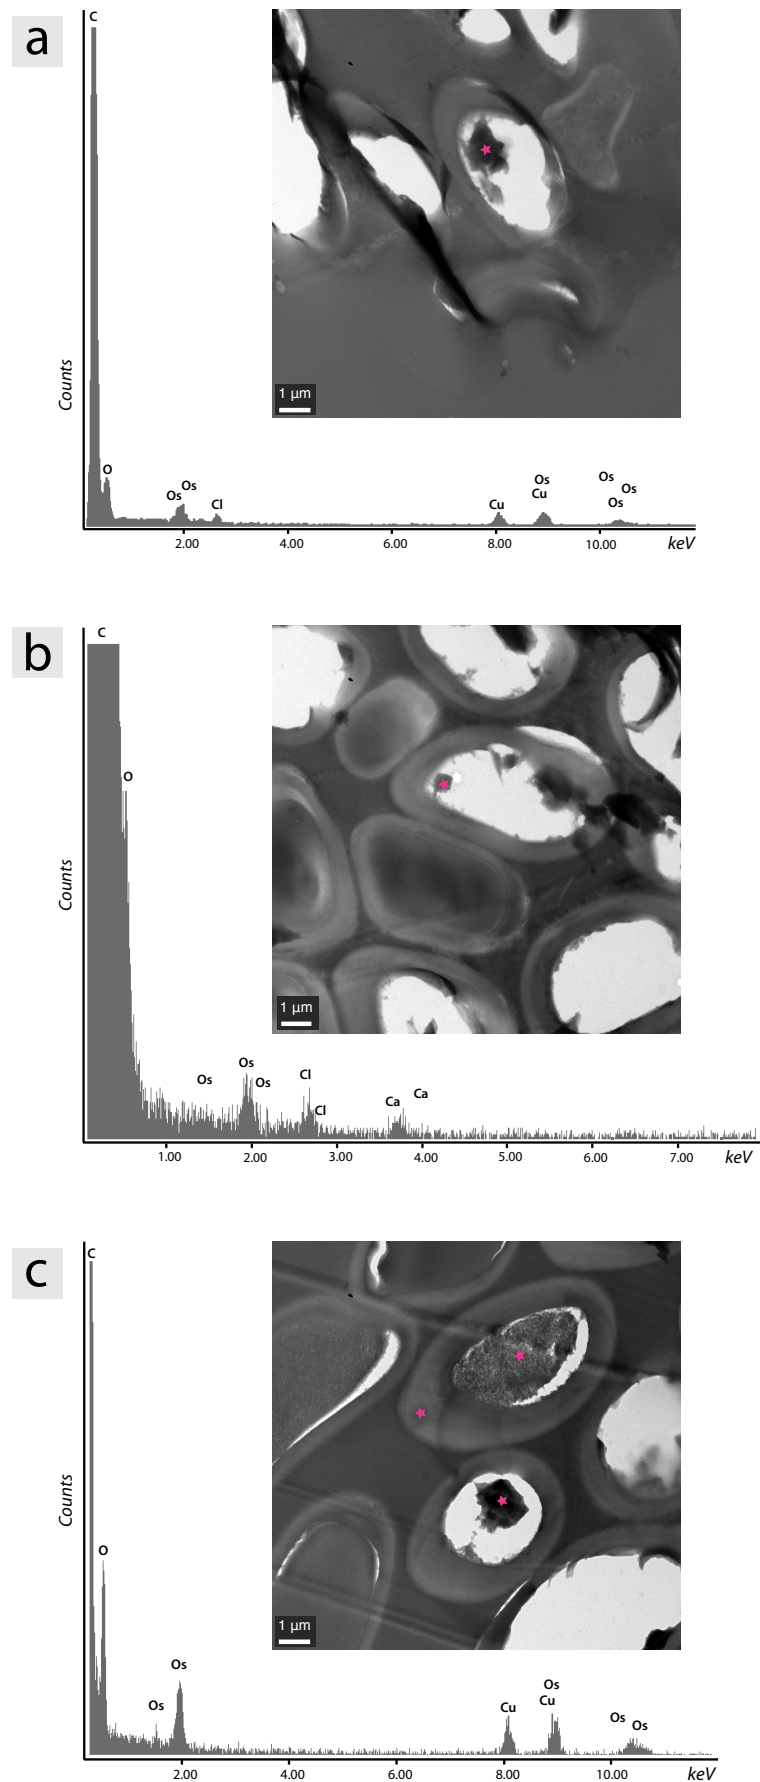 a
C
Counts
O
Os
Os
Cl
Cu
Os
Cu
Os
Os
Os
1 µm
2.00 4.00 6.00 8.00 10.00 keV
b
C
O
Counts
Os
Os
Os
Cl
Cl
Ca
Ca
1 µm
1.00 2.00 3.00 4.00 5.00 6.00 7.00 keV
c
C
Counts
O
Os
Os
Cu
Os
Cu
Os
Os
1 µm
2.00 4.00 6.00 8.00 10.00 keV